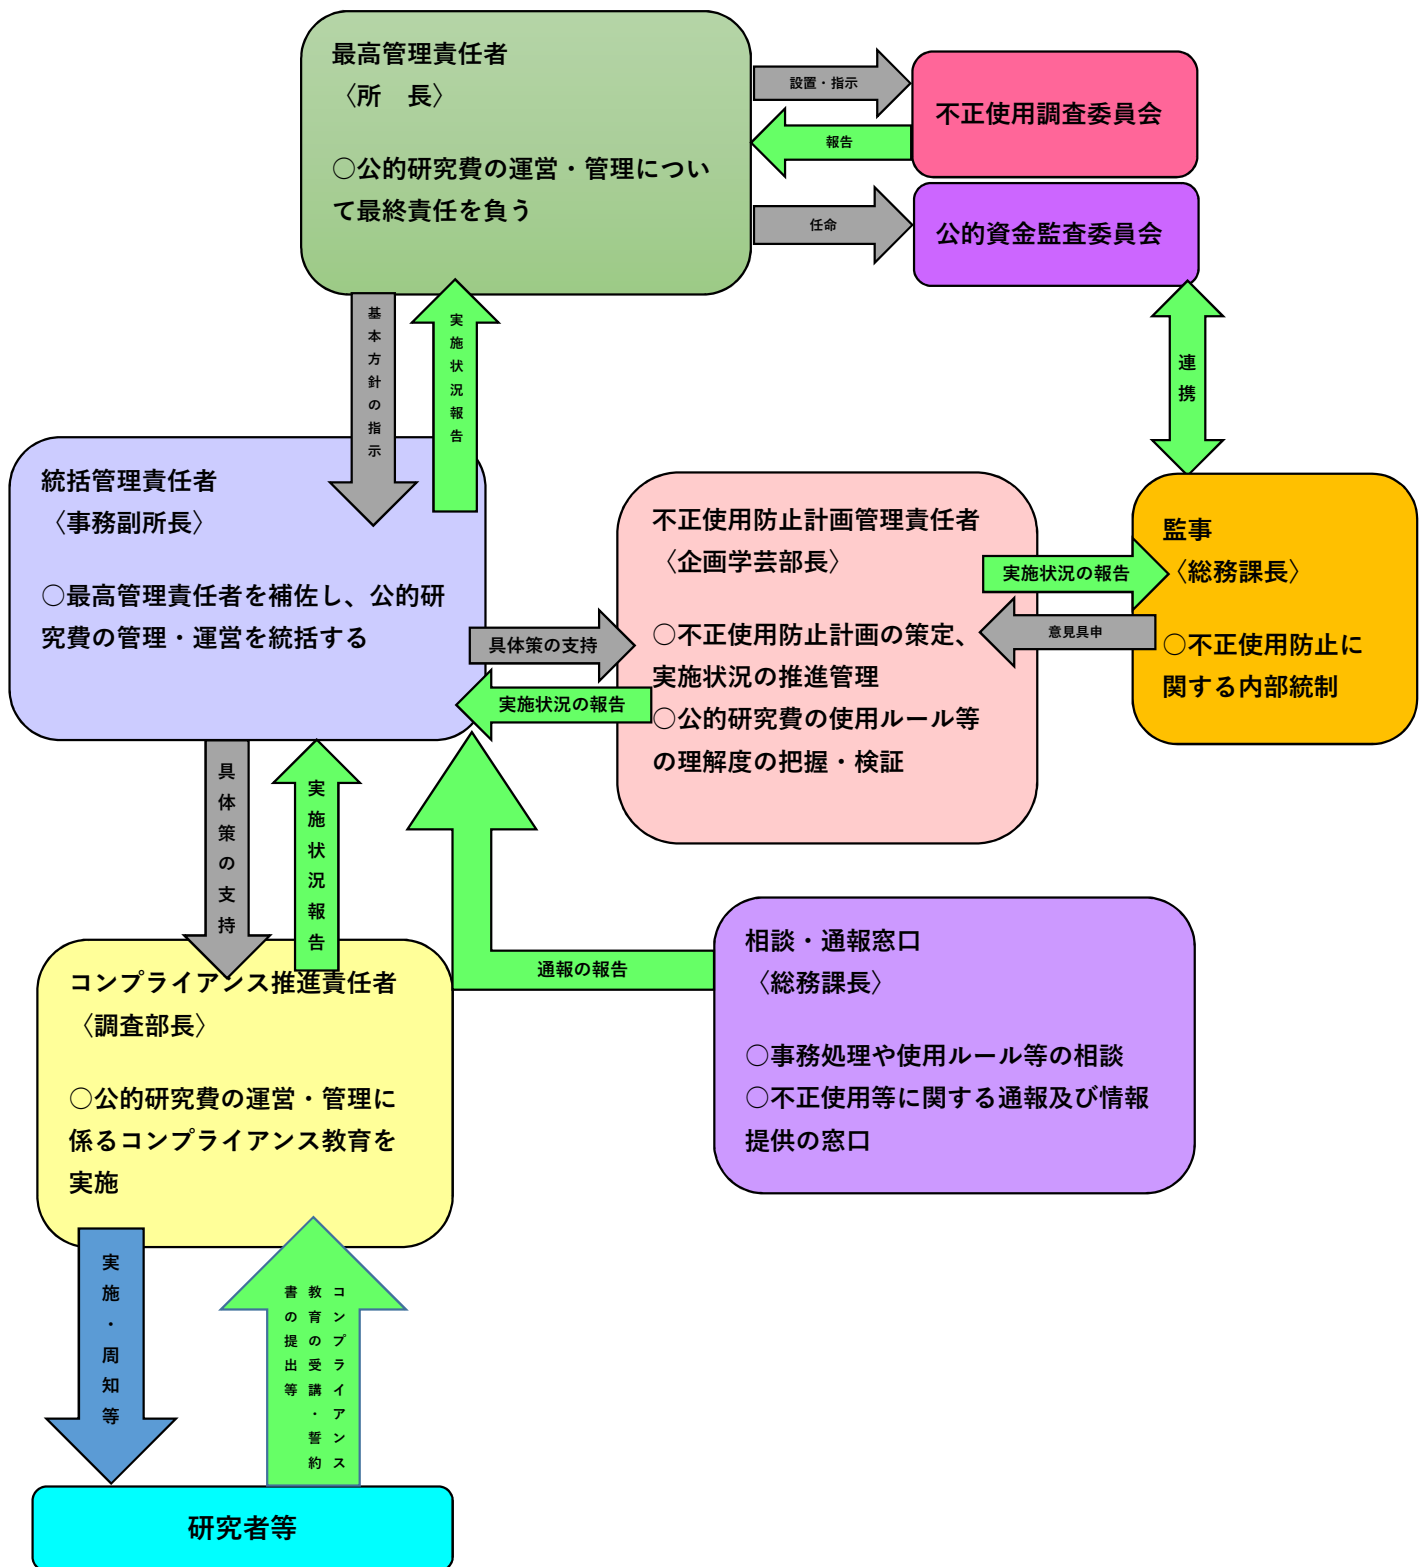 最高管理責任者
〈所　長〉
○公的研究費の運営・管理につい
て最終責任を負う
設置・指示
報告
任命
不正使用調査委員会
公的資金監査委員会
基本方針の指示
実施状況報告
連携
統括管理責任者
〈事務副所長〉
○最高管理責任者を補佐し、公的研
究費の管理・運営を統括する
具体策の支持
実施状況の報告
不正使用防止計画管理責任者
〈企画学芸部長〉
○不正使用防止計画の策定、
実施状況の推進管理
○公的研究費の使用ルール等
の理解度の把握・検証
実施状況の報告
意見具申
監事
〈総務課長〉
○不正使用防止に
関する内部統制
具体策の支持
実施状況報告
通報の報告
相談・通報窓口
〈総務課長〉
○事務処理や使用ルール等の相談
○不正使用等に関する通報及び情報
提供の窓口
コンプライアンス推進責任者
〈調査部長〉
○公的研究費の運営・管理に
係るコンプライアンス教育を
実施
実施・周知等
コンプライアンス
教育の受講・誓約
書の提出等
研究者等